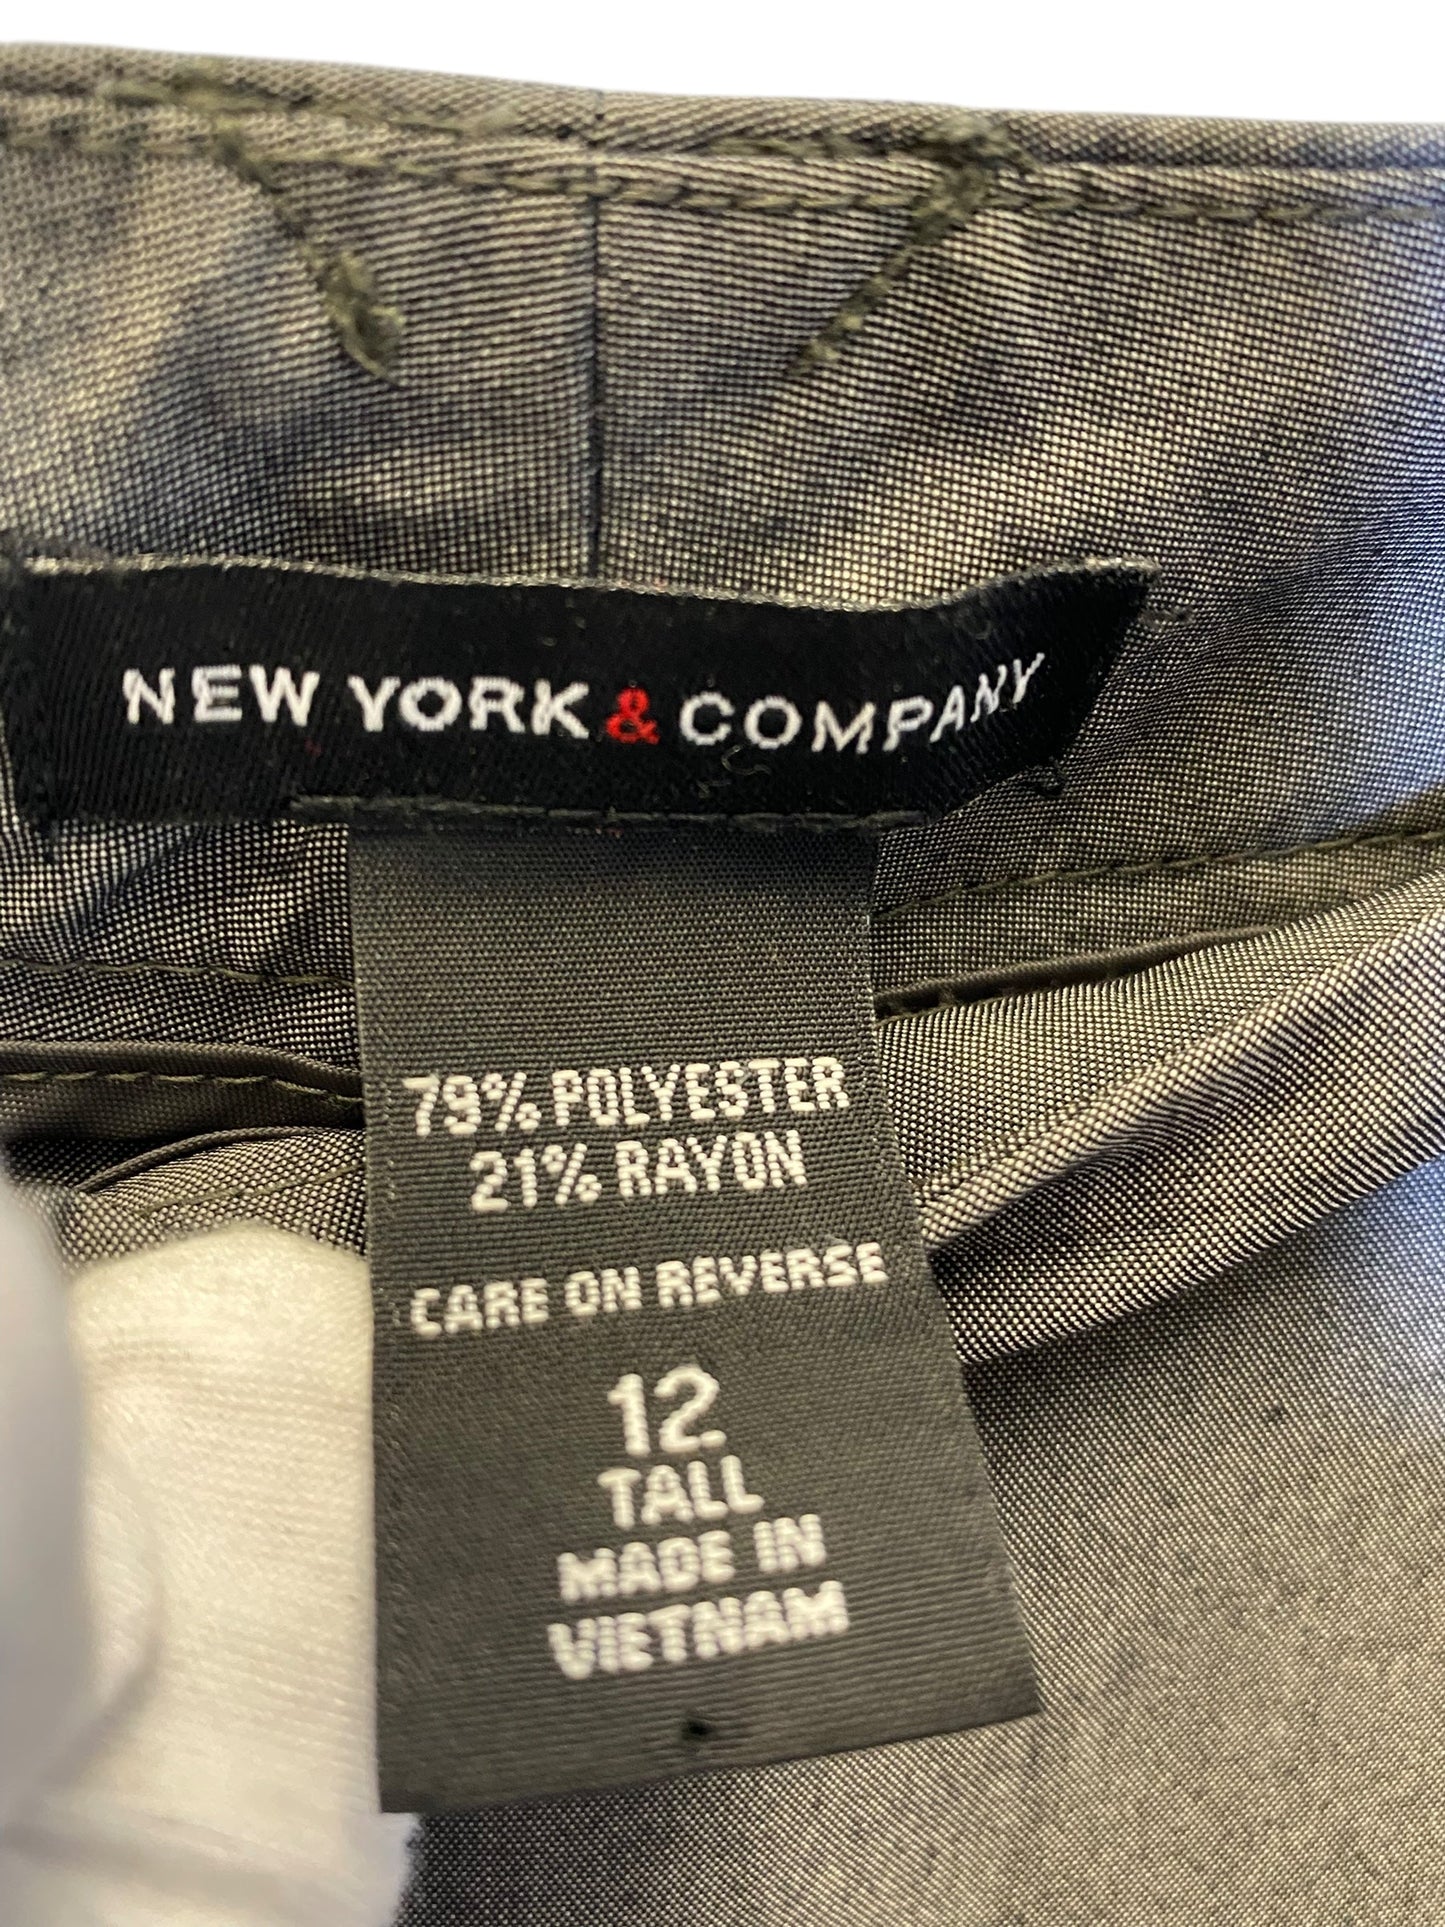 NEW YORK & COMPANY
79% POLYESTER
21% RAYON
CARE ON REVERSE
12
TALL
MADE IN
VIETNAM